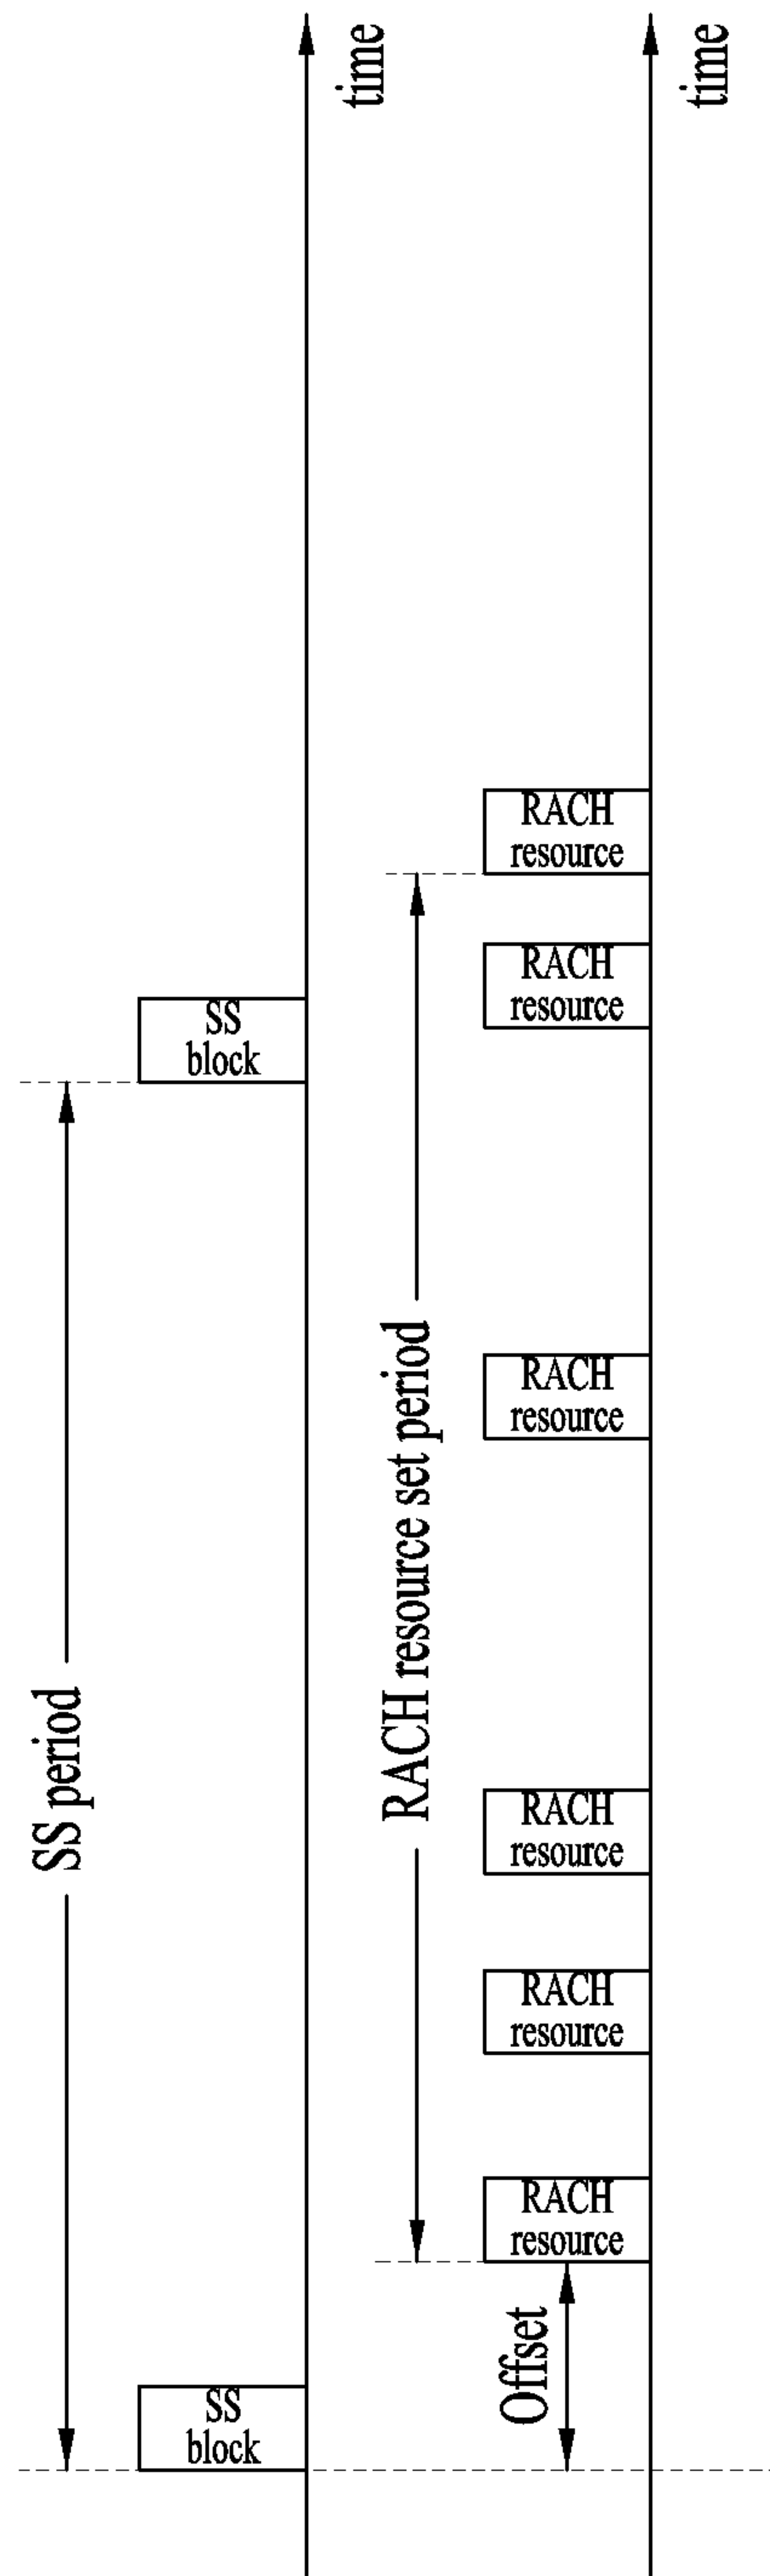 time
time
RACH
resource
RACH
resource
SS
block
RACH
resource
RACH resource set period
SS period
RACH
resource
RACH
resource
RACH
resource
Offset
SS
block